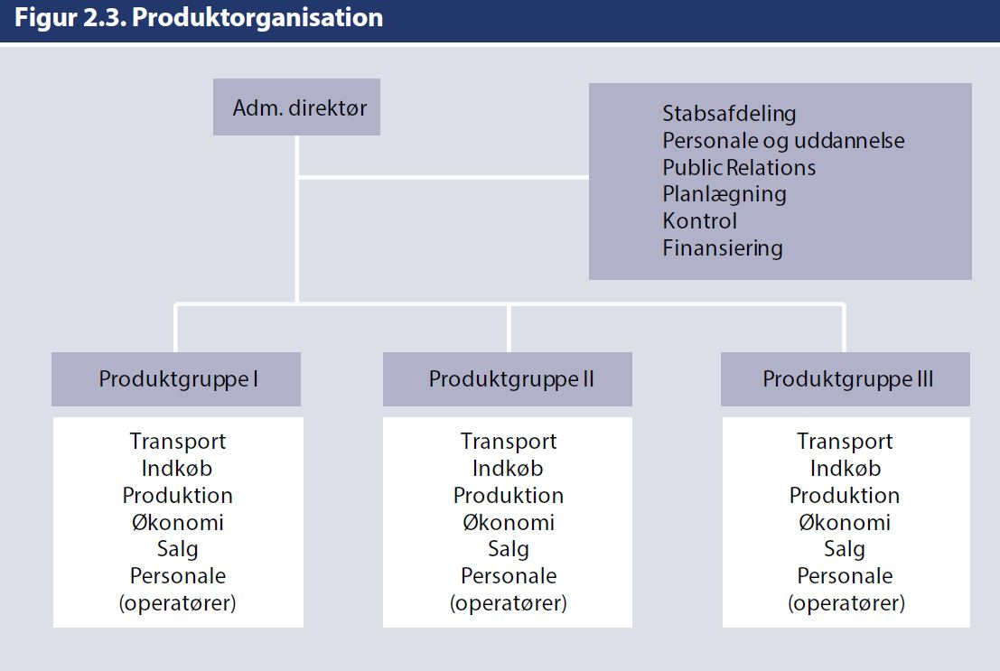 Figur 2.3. Produktorganisation
Adm. direktør
Stabsafdeling
Personale og uddannelse
Public Relations
Planlægning
Kontrol
Finansiering
Produktgruppe I
Produktgruppe II
Produktgruppe III
Transport
Indkøb
Produktion
Økonomi
Salg
Personale
(operatører)
Transport
Indkøb
Produktion
Økonomi
Salg
Personale
(operatører)
Transport
Indkøb
Produktion
Økonomi
Salg
Personale
(operatører)